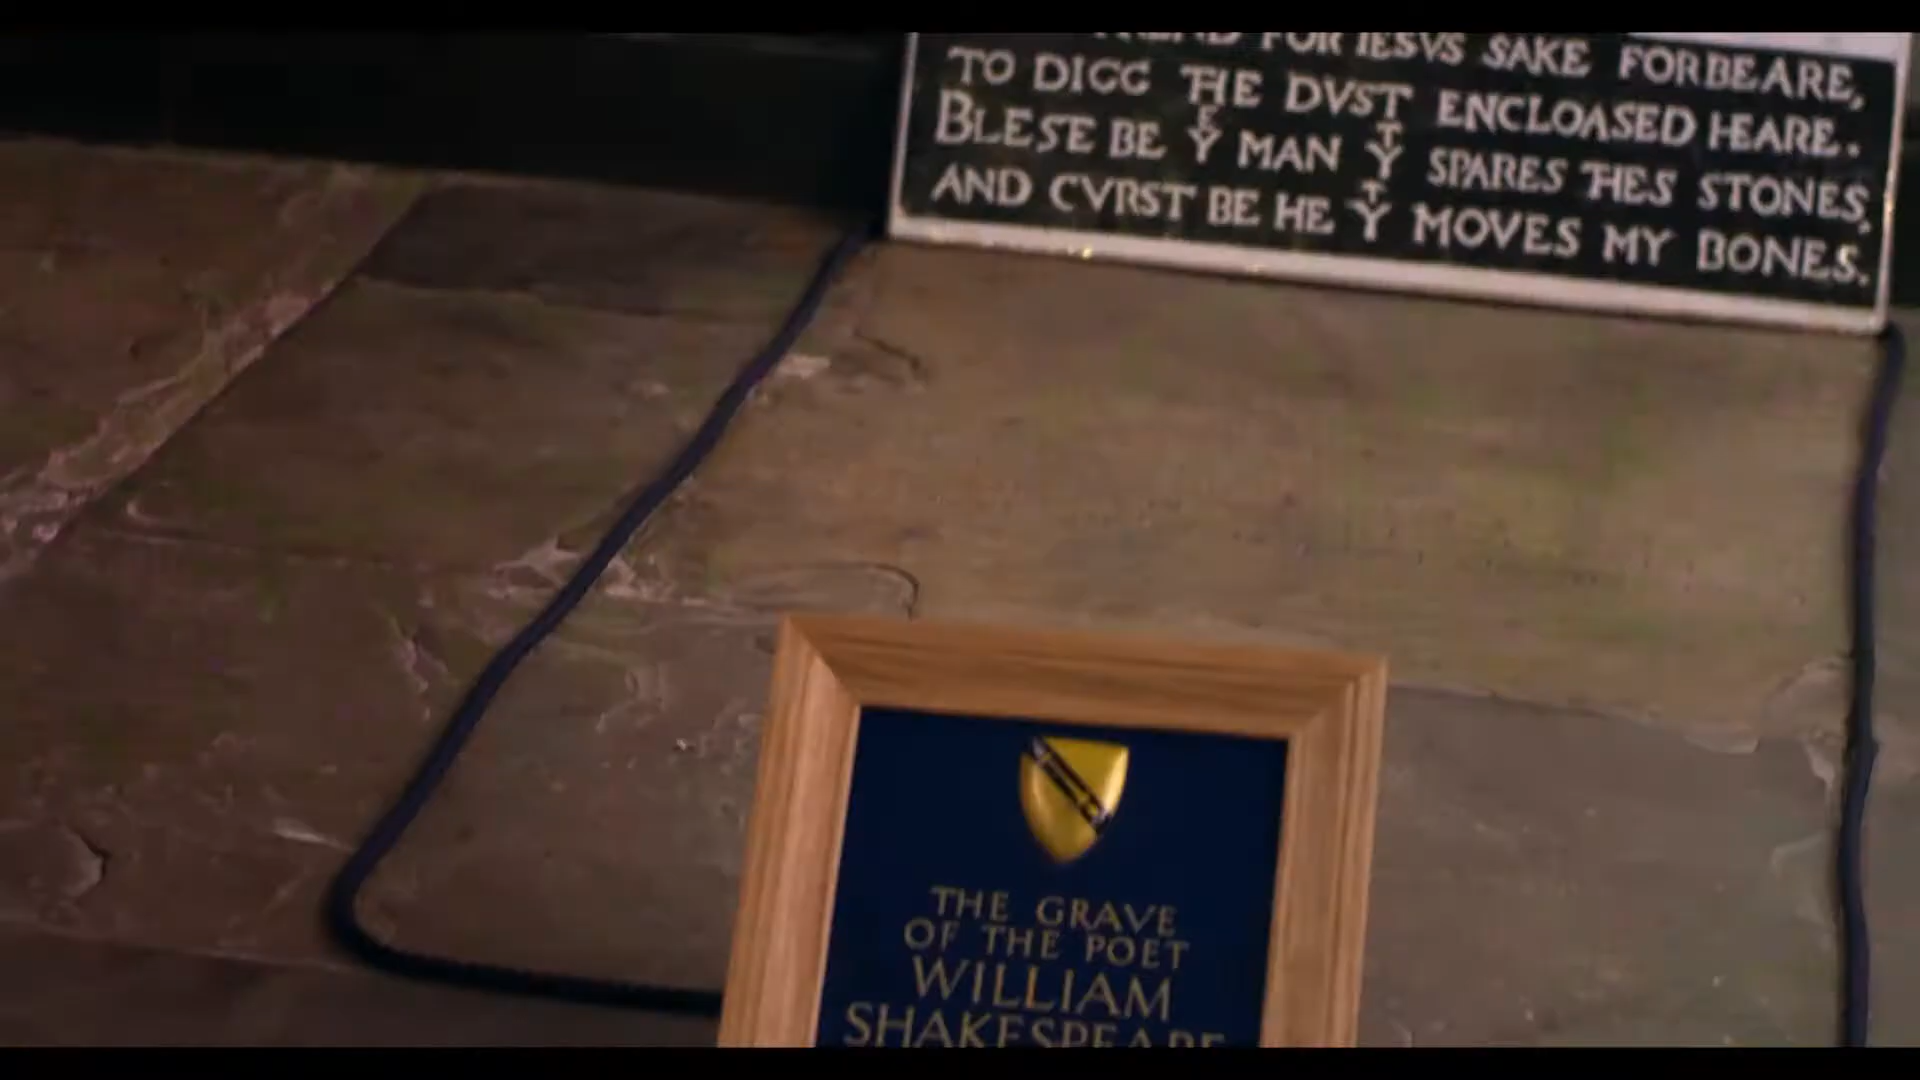 FOR IESVS SAKE FORBEARE,
TO DIGG THE DVST ENCLOASED HEARE.
BLESE BE Y^E MAN Y^T SPARES THES STONES,
AND CVRST BE HE Y^T MOVES MY BONES.
THE GRAVE
OF THE POET
WILLIAM
SHAKESPEARE